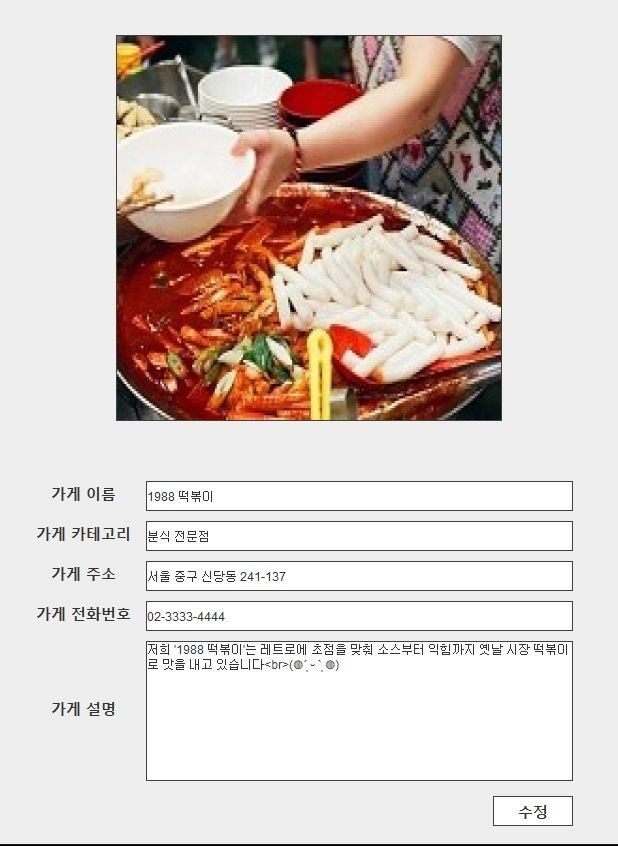 가게 이름
1988 떡볶이
가게 카테고리
분식 전문점
가게 주소
서울 중구 신당동 241-137
가게 전화번호
02-3333-4444
가게 설명
저희 '1988 떡볶이'는 레트로에 초점을 맞춰 소스부터 익힘까지 옛날 시장 떡볶이
로 맛을 내고 있습니다<br>(◍ˊ᷅⌣ˋ᷄◍)
수정